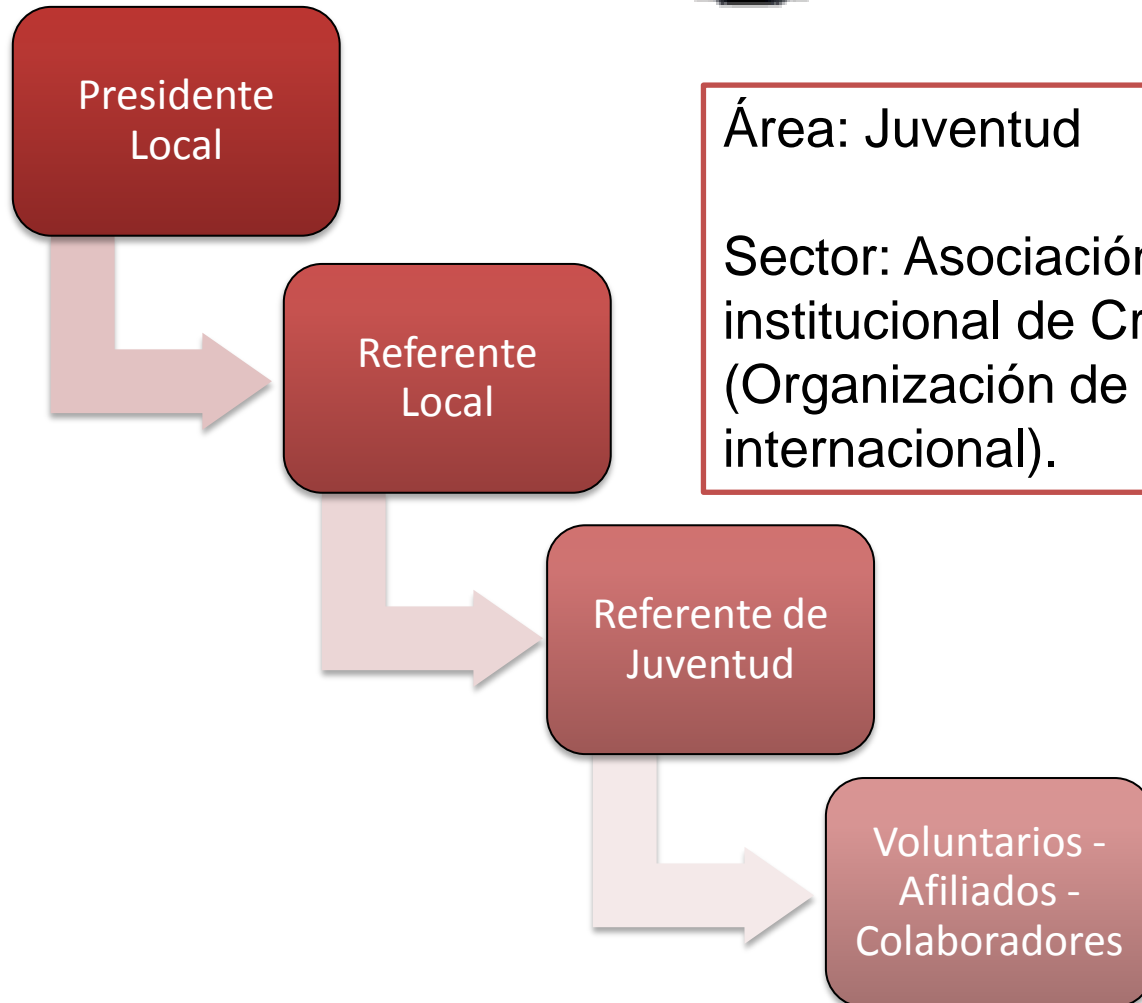 Presidente
Local
Área: Juventud
Sector: Asociación
institucional de
(Organización de
internacional).
Referente
Local
Referente de
Juventud
Voluntarios -
Afiliados -
Colaboradores